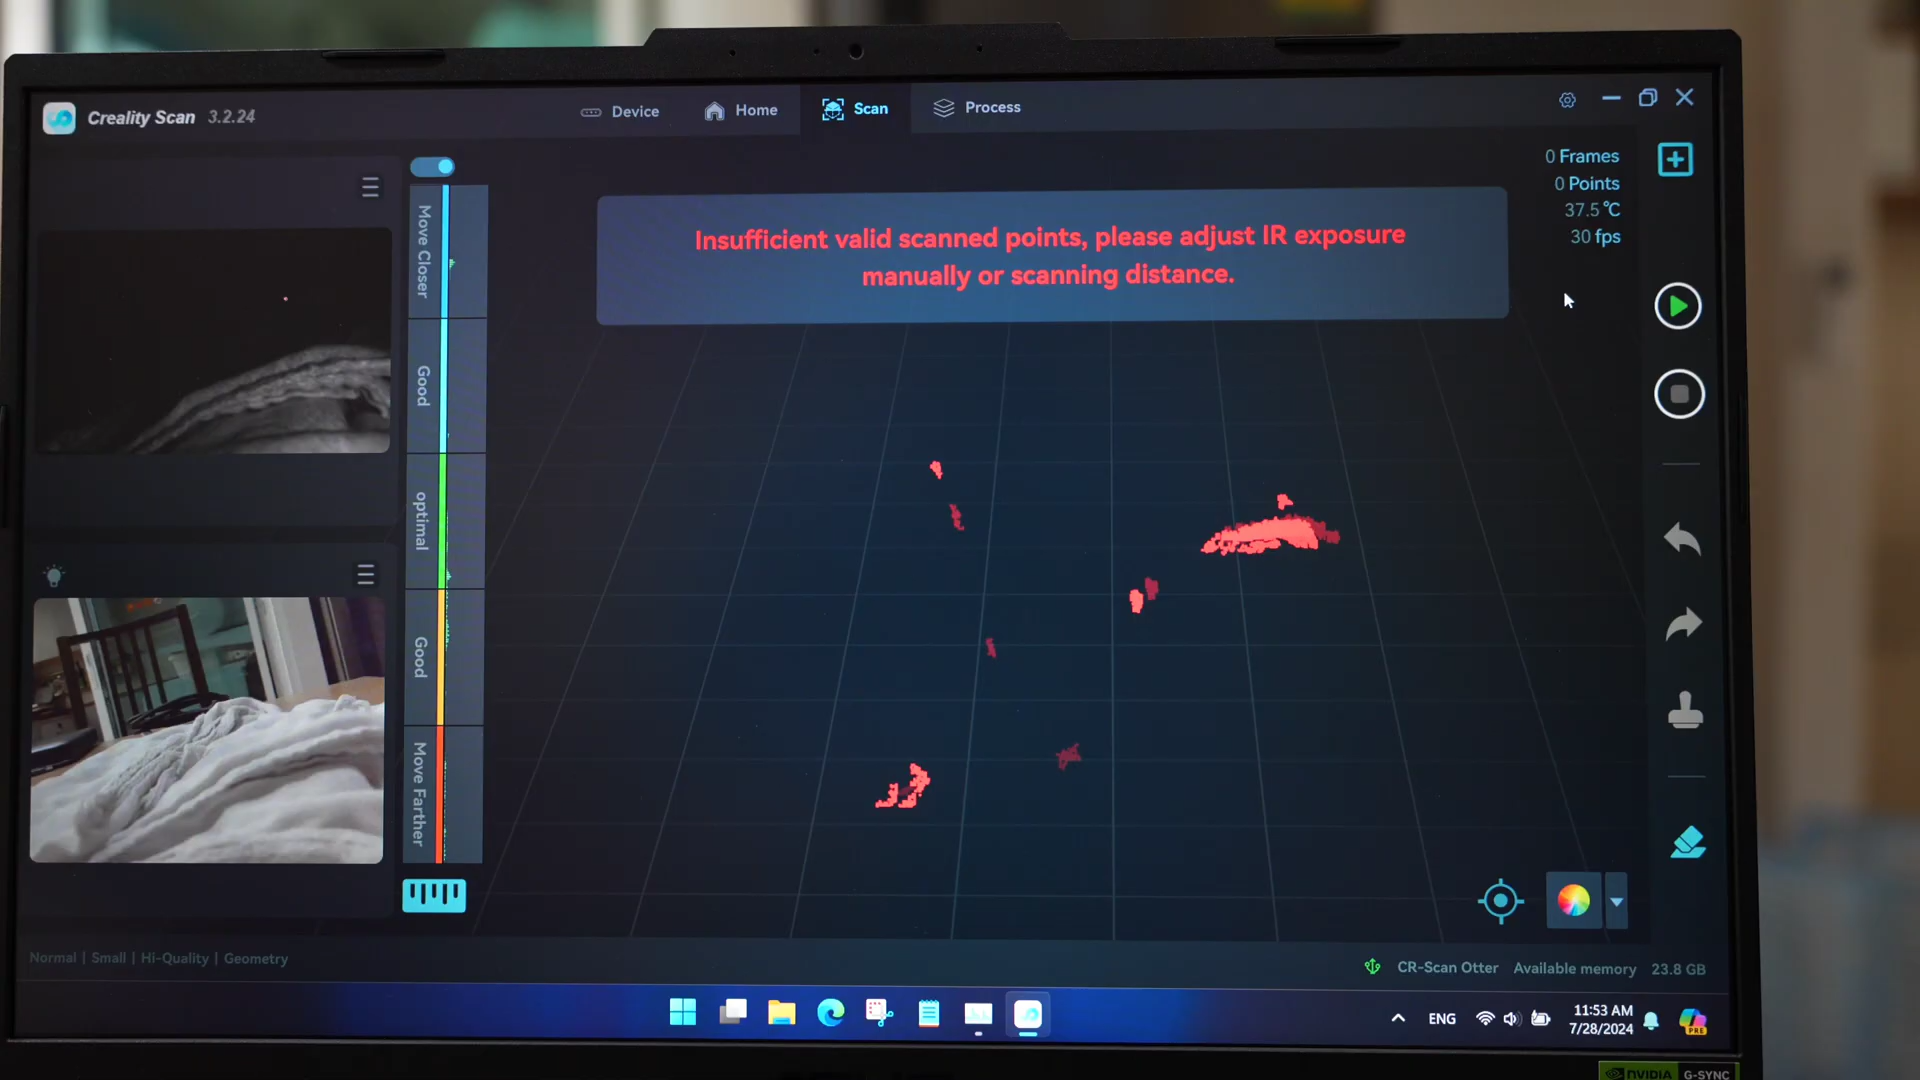 Creality Scan 3.2.24
Device
Home
Scan
Process
0 Frames
0 Points
37.5 °C
30 fps
Insufficient valid scanned points, please adjust IR exposure
manually or scanning distance.
Move Closer
Good
optimal
Good
Move Farther
Normal | Small | Hi-Quality | Geometry
CR-Scan Otter
Available memory 23.8 GB
ENG
11:53 AM
7/28/2024
PRE
NVIDIA G-SYNC